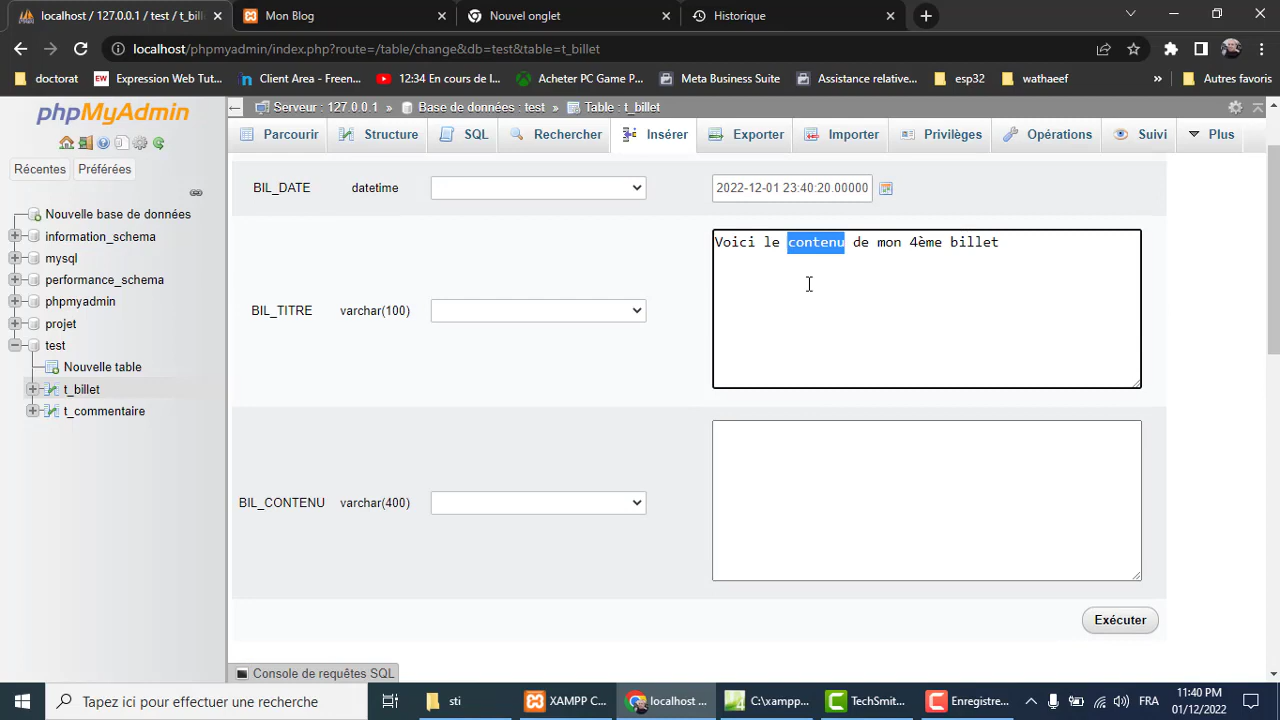 localhost / 127.0.0.1 / test / t_bill
Mon Blog
Nouvel onglet
Historique
localhost/phpmyadmin/index.php?route=/table/change&db=test&table=t_billet
doctorat
EW Expression Web Tut...
Client Area - Freen...
12:34 En cours de l...
Acheter PC Game P...
Meta Business Suite
Assistance relative...
esp32
wathaeef
»
Autres favoris
phpMyAdmin
Récentes
Préférées
Nouvelle base de données
information_schema
mysql
performance_schema
phpmyadmin
projet
test
Nouvelle table
t_billet
t_commentaire
Serveur : 127.0.0.1 » Base de données : test » Table : t_billet
Parcourir
Structure
SQL
Rechercher
Insérer
Exporter
Importer
Privilèges
Opérations
Suivi
Plus
BIL_DATE datetime 2022-12-01 23:40:20.00000
BIL_TITRE varchar(100) Voici le contenu de mon 4ème billet
BIL_CONTENU varchar(400)
Exécuter
Console de requêtes SQL
Tapez ici pour effectuer une recherche
sti
XAMPP C...
localhost ...
C:\xampp...
TechSmit...
Enregistre...
FRA
11:40 PM
01/12/2022